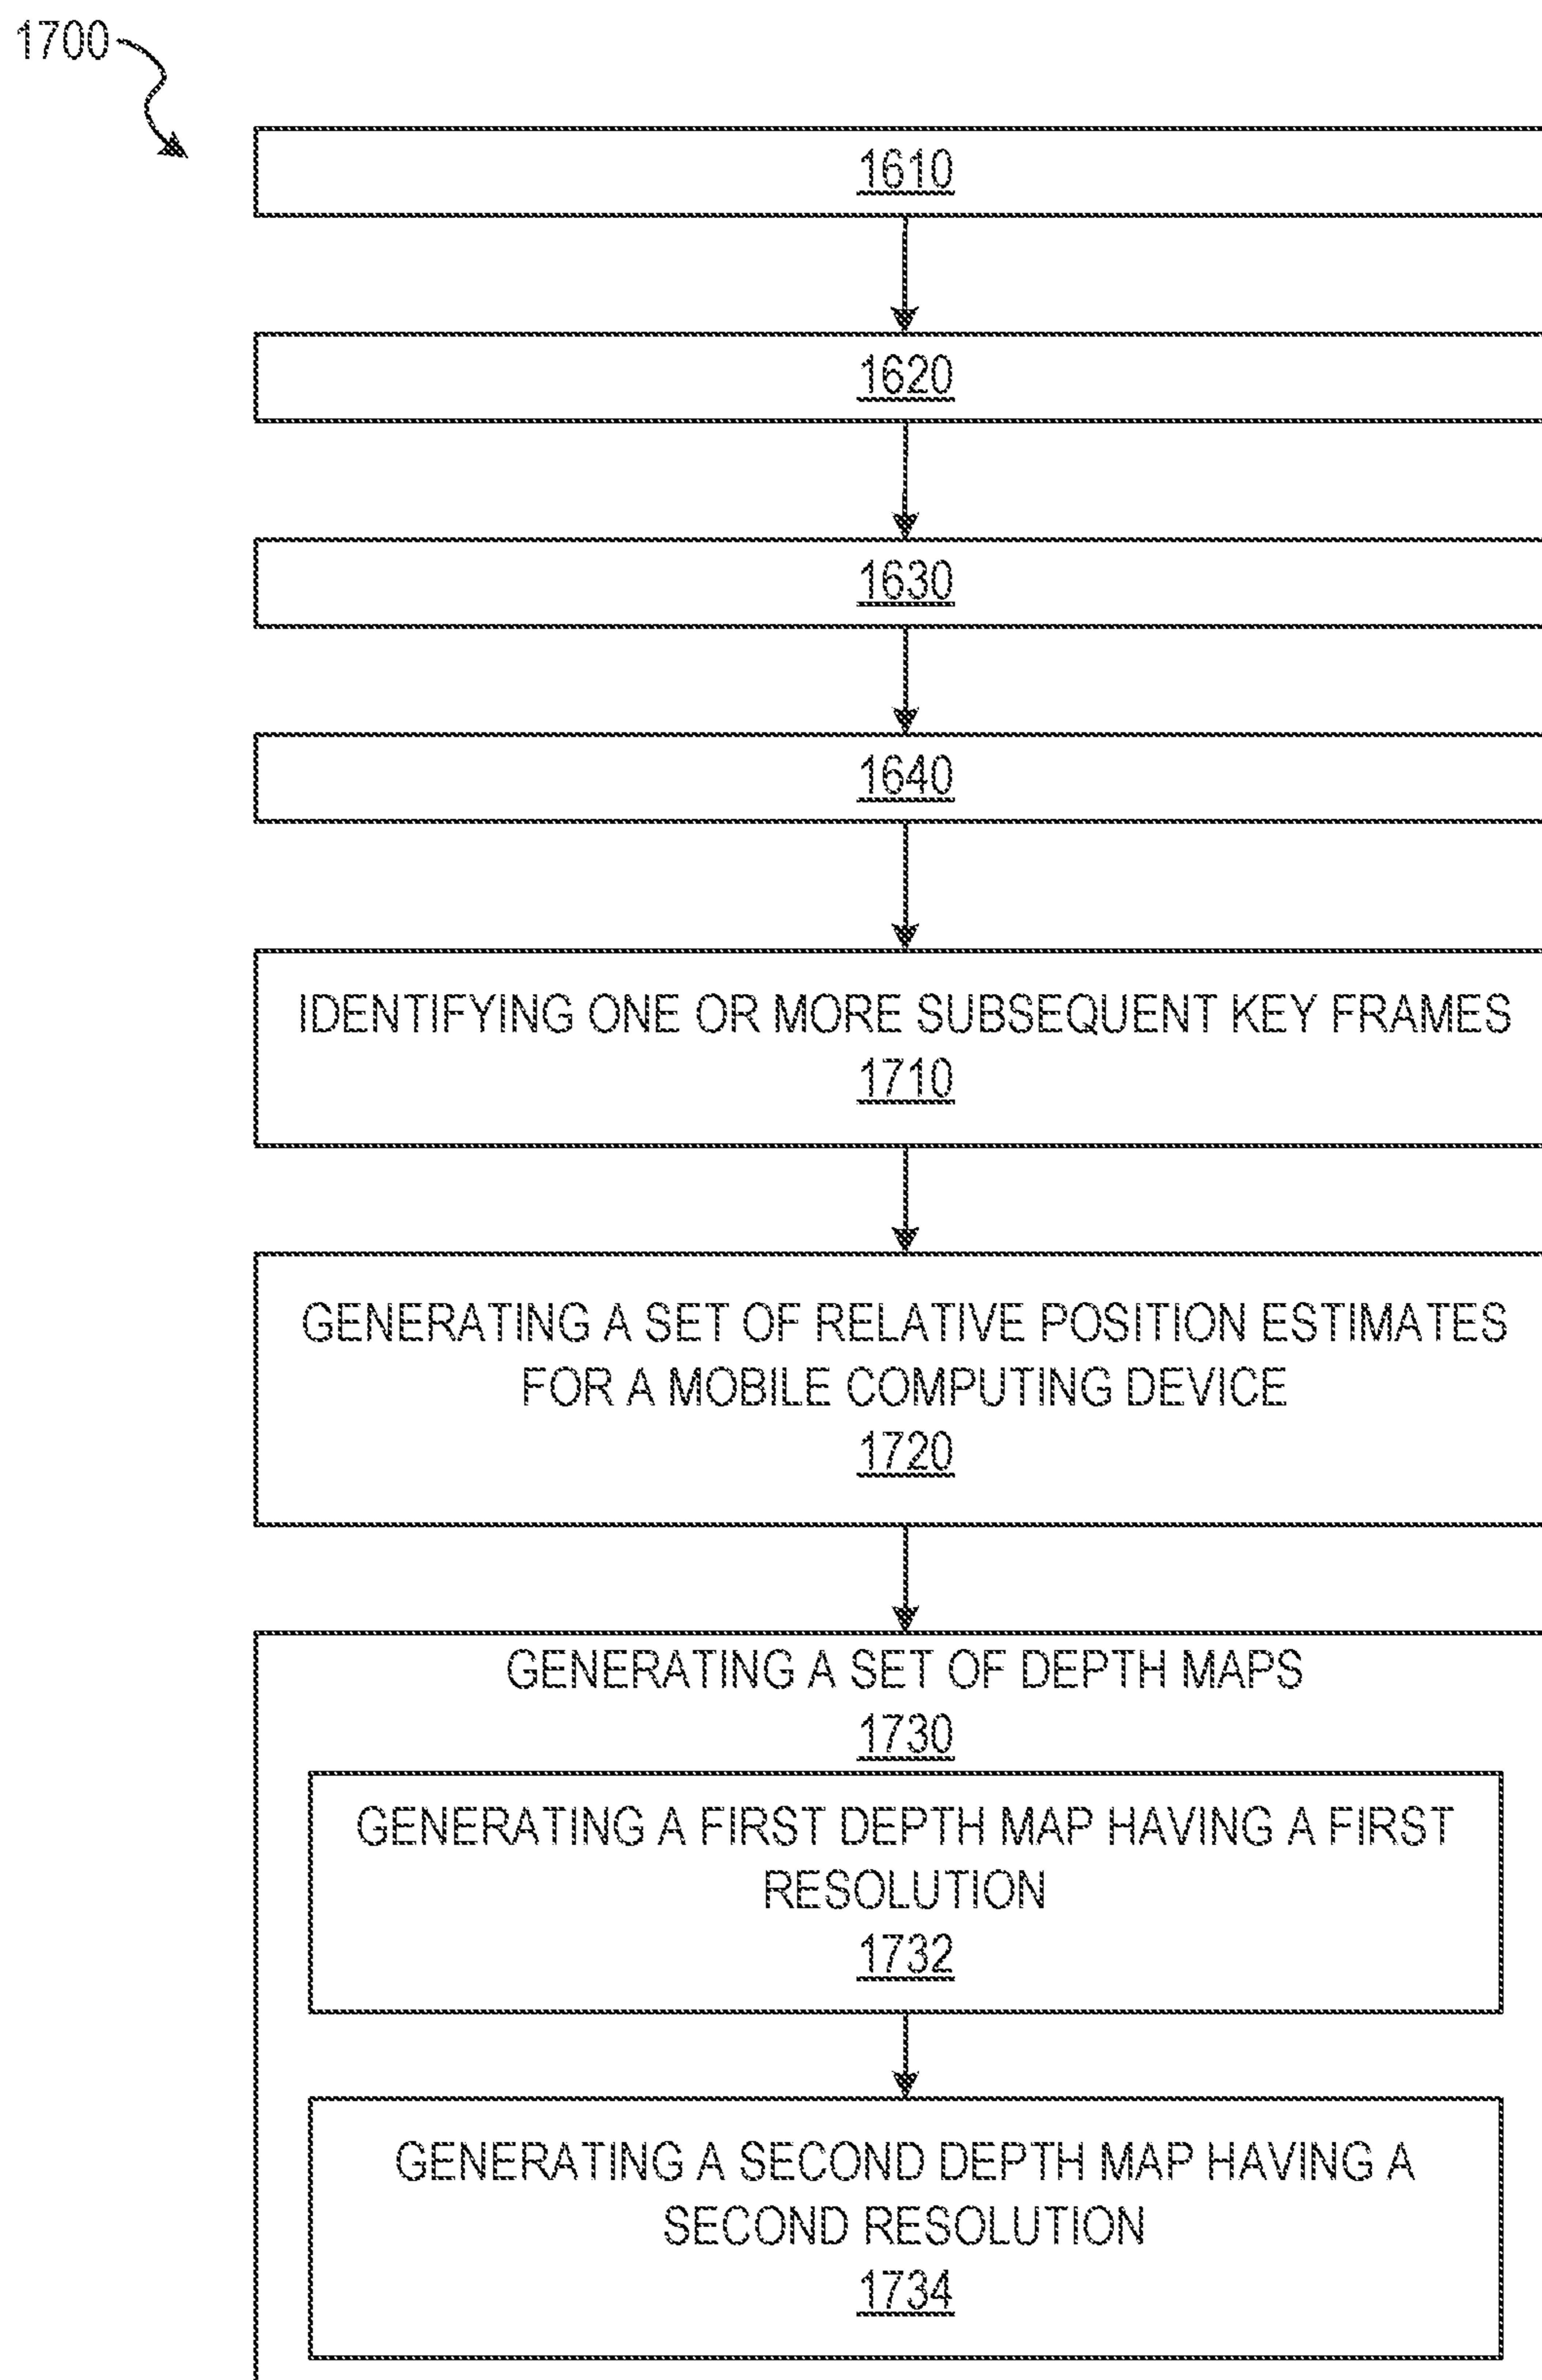 1700
1610
1620
1630
1640
IDENTIFYING ONE OR MORE SUBSEQUENT KEY FRAMES
1710
GENERATING A SET OF RELATIVE POSITION ESTIMATES
FOR A MOBILE COMPUTING DEVICE
1720
GENERATING A SET OF DEPTH MAPS
1730
GENERATING A FIRST DEPTH MAP HAVING A FIRST
RESOLUTION
1732
GENERATING A SECOND DEPTH MAP HAVING A
SECOND RESOLUTION
1734